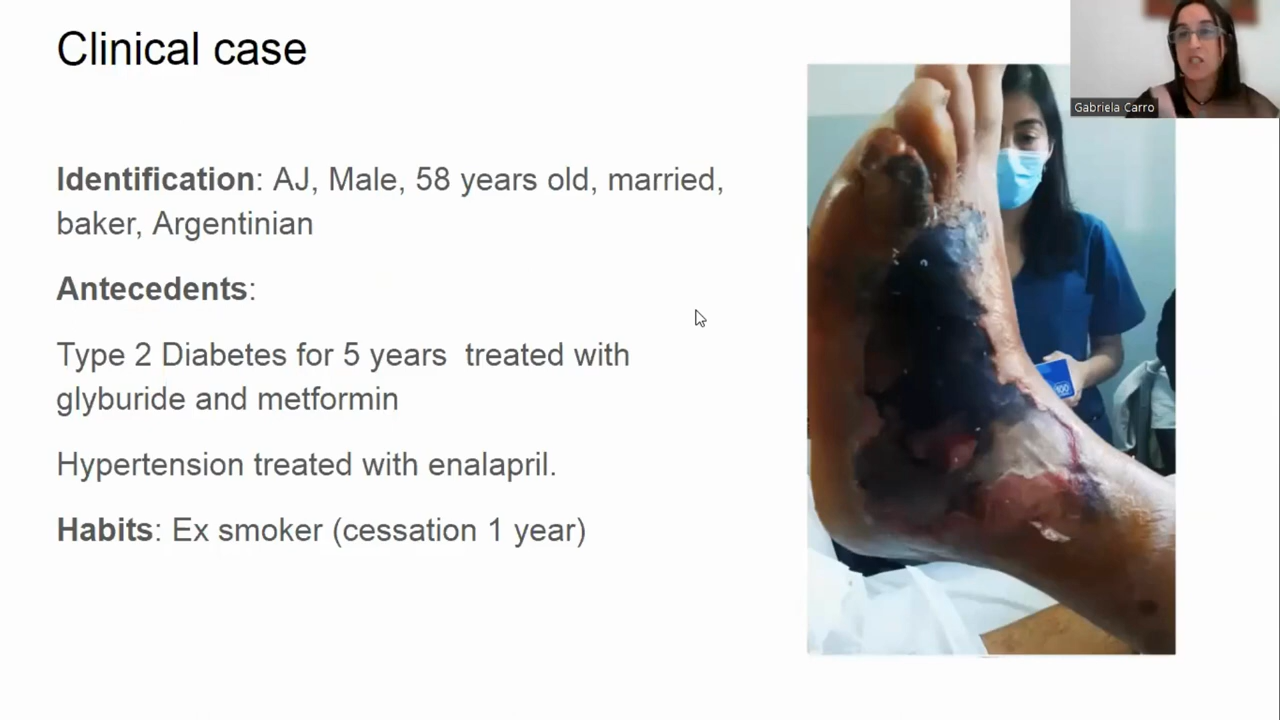 Clinical case
Gabriela Carro
Identification: AJ, Male, 58 years old, married,
baker, Argentinian
Antecedents:
Type 2 Diabetes for 5 years  treated with
glyburide and metformin
Hypertension treated with enalapril.
Habits: Ex smoker (cessation 1 year)
100